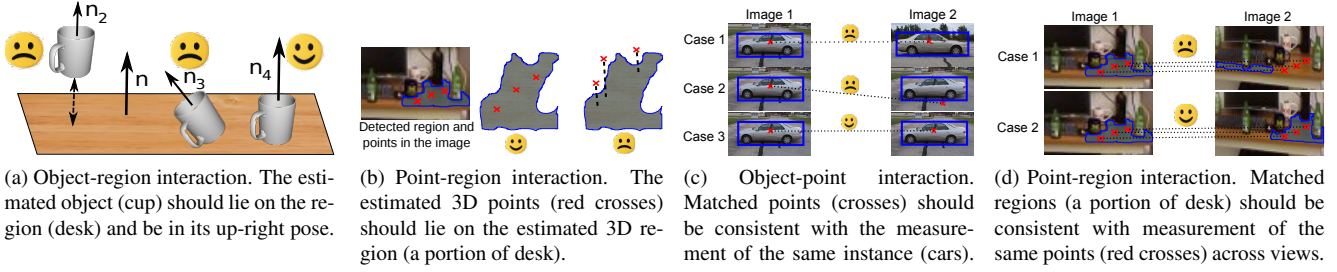 n₂
n
n₃
n₄
(a) Object-region interaction. The esti-
mated object (cup) should lie on the re-
gion (desk) and be in its up-right pose.
Detected region and
points in the image
(b) Point-region interaction. The
estimated 3D points (red crosses)
should lie on the estimated 3D re-
gion (a portion of desk).
Image 1 Image 2
Case 1
Case 2
Case 3
(c) Object-point interaction.
Matched points (crosses) should
be consistent with the measure-
ment of the same instance (cars).
Image 1 Image 2
Case 1
Case 2
(d) Point-region interaction. Matched
regions (a portion of desk) should be
consistent with measurement of the
same points (red crosses) across views.